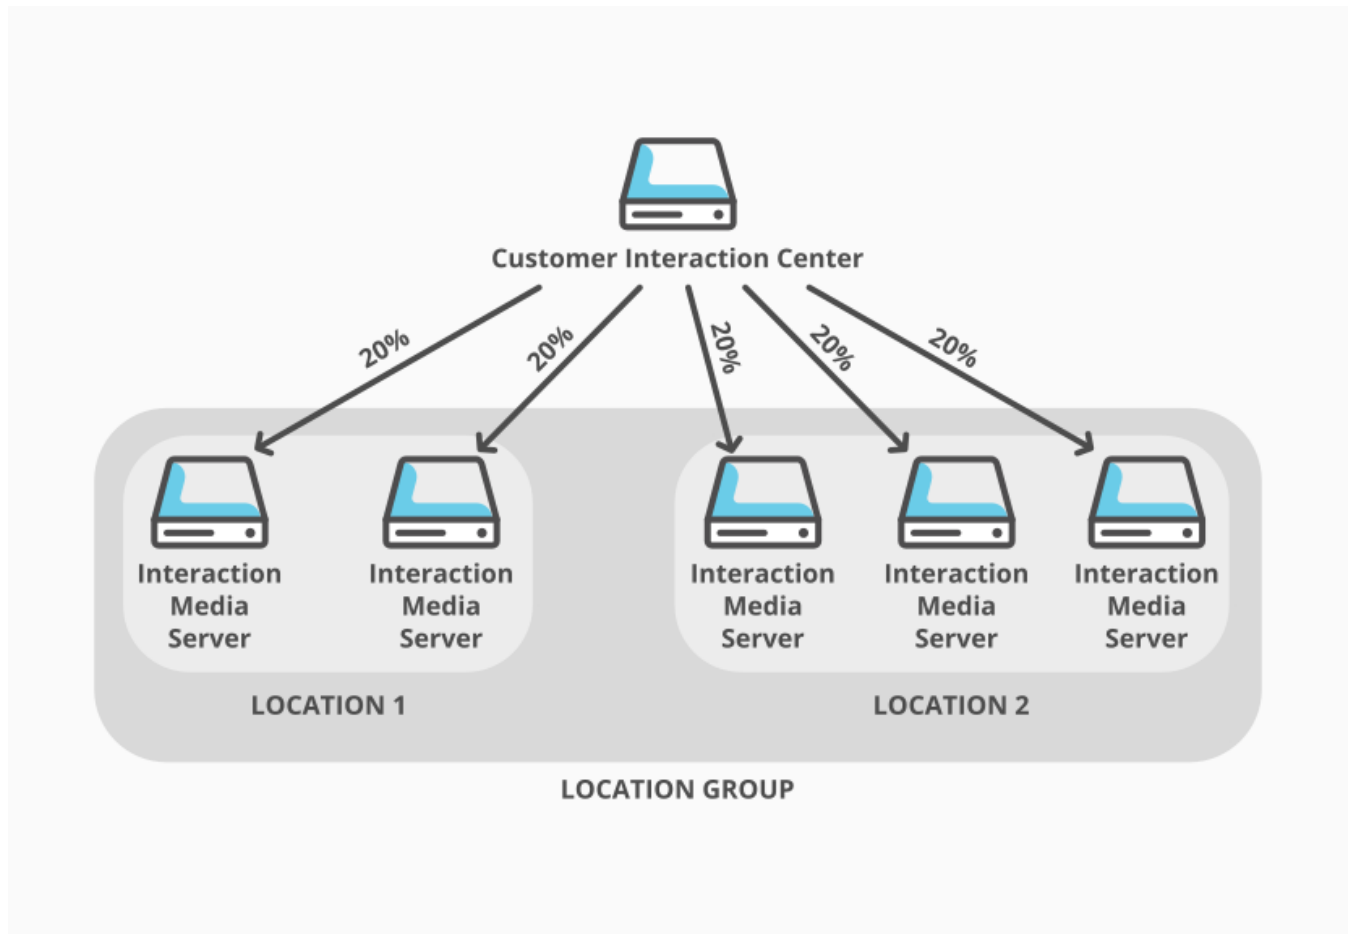 Customer Interaction Center
20%
20%
20%
20%
20%
Interaction
Media
Server
Interaction
Media
Server
Interaction
Media
Server
Interaction
Media
Server
Interaction
Media
Server
LOCATION 1
LOCATION 2
LOCATION GROUP